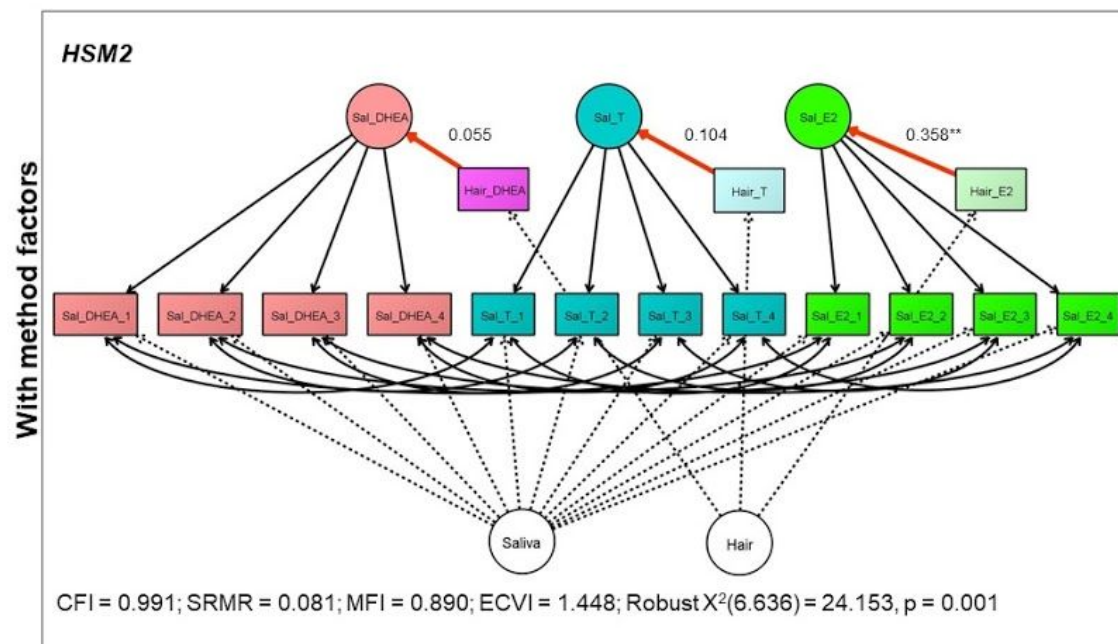 HSM2
With method factors
Sal_DHEA
Sal_T
Sal_E2
0.055
0.104
0.358**
Hair_DHEA
Hair_T
Hair_E2
Sal_DHEA_1
Sal_DHEA_2
Sal_DHEA_3
Sal_DHEA_4
Sal_T_1
Sal_T_2
Sal_T_3
Sal_T_4
Sal_E2_1
Sal_E2_2
Sal_E2_3
Sal_E2_4
Saliva
Hair
CFI = 0.991; SRMR = 0.081; MFI = 0.890; ECVI = 1.448; Robust X²(6.636) = 24.153, p = 0.001